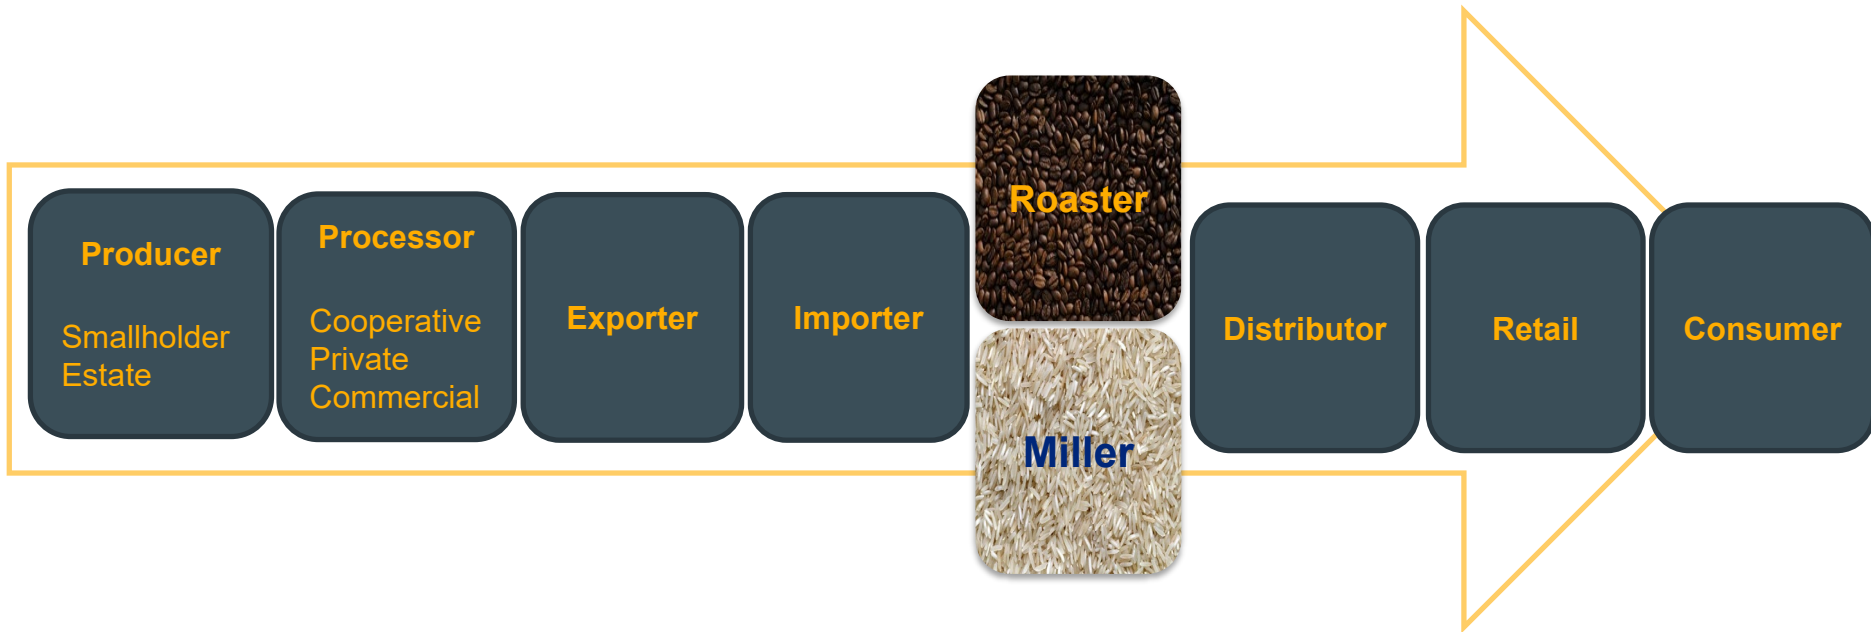 Producer
Smallholder
Estate
Processor
Cooperative
Private
Commercial
Exporter
Importer
Roaster
Miller
Distributor
Retail
Consumer